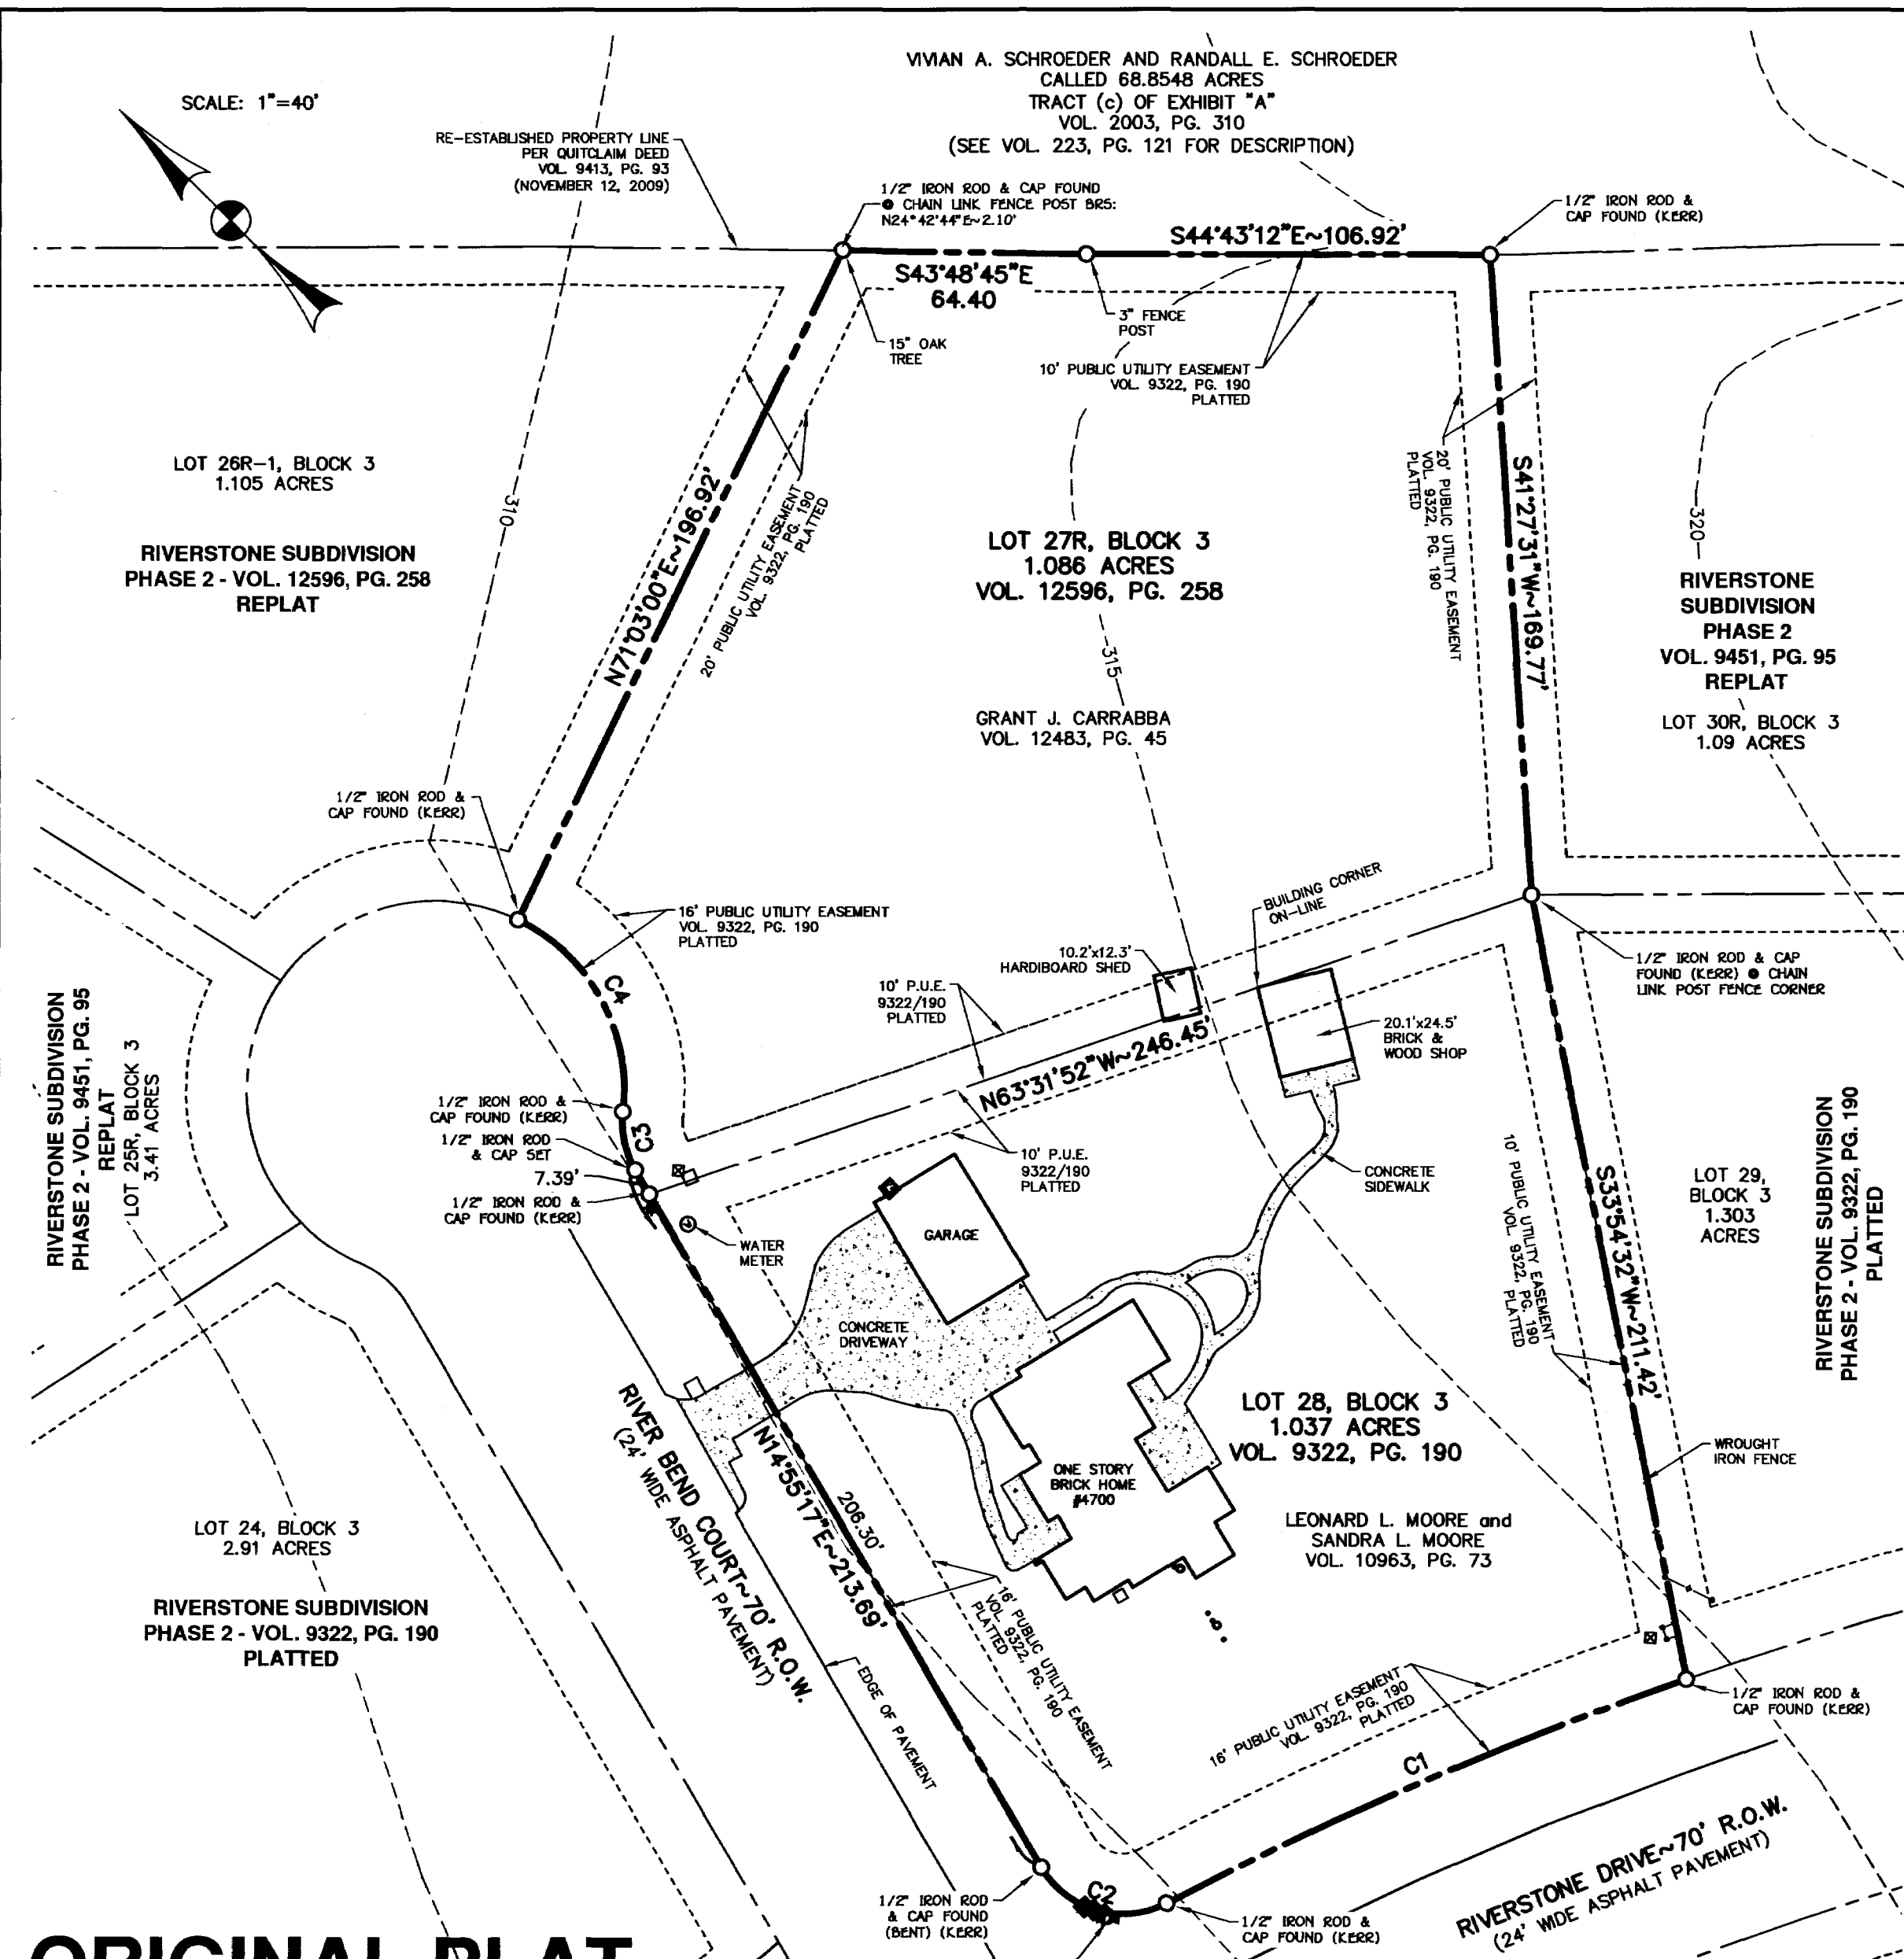 SCALE: 1"=40'
VIVIAN A. SCHROEDER AND RANDALL E. SCHROEDER
CALLED 68.8548 ACRES
TRACT (c) OF EXHIBIT "A"
VOL. 2003, PG. 310
(SEE VOL. 223, PG. 121 FOR DESCRIPTION)
RE-ESTABLISHED PROPERTY LINE
PER QUITCLAIM DEED
VOL. 9413, PG. 93
(NOVEMBER 12, 2009)
1/2" IRON ROD & CAP FOUND
@ CHAIN LINK FENCE POST BRS:
N24°42'44"E~2.10'
1/2" IRON ROD &
CAP FOUND (KERR)
S44°43'12"E~106.92'
S43°48'45"E
64.40
3" FENCE
POST
15" OAK
TREE
10' PUBLIC UTILITY EASEMENT
VOL. 9322, PG. 190
PLATTED
LOT 26R-1, BLOCK 3
1.105 ACRES
RIVERSTONE SUBDIVISION
PHASE 2 - VOL. 12596, PG. 258
REPLAT
310
N71°03'00"E~196.92'
20' PUBLIC UTILITY EASEMENT
VOL. 9322, PG. 190
PLATTED
LOT 27R, BLOCK 3
1.086 ACRES
VOL. 12596, PG. 258
315
GRANT J. CARRABBA
VOL. 12483, PG. 45
20' PUBLIC UTILITY EASEMENT
VOL. 9322, PG. 190
PLATTED
S41°27'31"W~169.77'
320
RIVERSTONE
SUBDIVISION
PHASE 2
VOL. 9451, PG. 95
REPLAT
LOT 30R, BLOCK 3
1.09 ACRES
1/2" IRON ROD &
CAP FOUND (KERR)
16' PUBLIC UTILITY EASEMENT
VOL. 9322, PG. 190
PLATTED
C4
BUILDING CORNER
ON-LINE
10.2'x12.3'
HARDIBOARD SHED
10' P.U.E.
9322/190
PLATTED
N63°31'52"W~246.45'
20.1'x24.5'
BRICK &
WOOD SHOP
1/2" IRON ROD & CAP
FOUND (KERR) @ CHAIN
LINK POST FENCE CORNER
RIVERSTONE SUBDIVISION
PHASE 2 - VOL. 9451, PG. 95
REPLAT
LOT 25R, BLOCK 3
3.41 ACRES
1/2" IRON ROD &
CAP FOUND (KERR)
C3
1/2" IRON ROD
& CAP SET
7.39'
1/2" IRON ROD &
CAP FOUND (KERR)
10' P.U.E.
9322/190
PLATTED
CONCRETE
SIDEWALK
WATER
METER
GARAGE
CONCRETE
DRIVEWAY
10' PUBLIC UTILITY EASEMENT
VOL. 9322, PG. 190
PLATTED
S33°54'32"W~211.42'
LOT 29,
BLOCK 3
1.303
ACRES
RIVERSTONE SUBDIVISION
PHASE 2 - VOL. 9322, PG. 190
PLATTED
RIVER BEND COURT~70' R.O.W.
(24' WIDE ASPHALT PAVEMENT)
N14°55'17"E~213.69'
206.30'
ONE STORY
BRICK HOME
#4700
LOT 28, BLOCK 3
1.037 ACRES
VOL. 9322, PG. 190
WROUGHT
IRON FENCE
LEONARD L. MOORE and
SANDRA L. MOORE
VOL. 10963, PG. 73
LOT 24, BLOCK 3
2.91 ACRES
RIVERSTONE SUBDIVISION
PHASE 2 - VOL. 9322, PG. 190
PLATTED
16' PUBLIC UTILITY EASEMENT
VOL. 9322, PG. 190
PLATTED
EDGE OF PAVEMENT
16' PUBLIC UTILITY EASEMENT
VOL. 9322, PG. 190
PLATTED
C1
1/2" IRON ROD &
CAP FOUND (KERR)
C2
1/2" IRON ROD
& CAP FOUND
(BENT) (KERR)
1/2" IRON ROD &
CAP FOUND (KERR)
RIVERSTONE DRIVE~70' R.O.W.
(24' WIDE ASPHALT PAVEMENT)
ORIGINAL PLAT